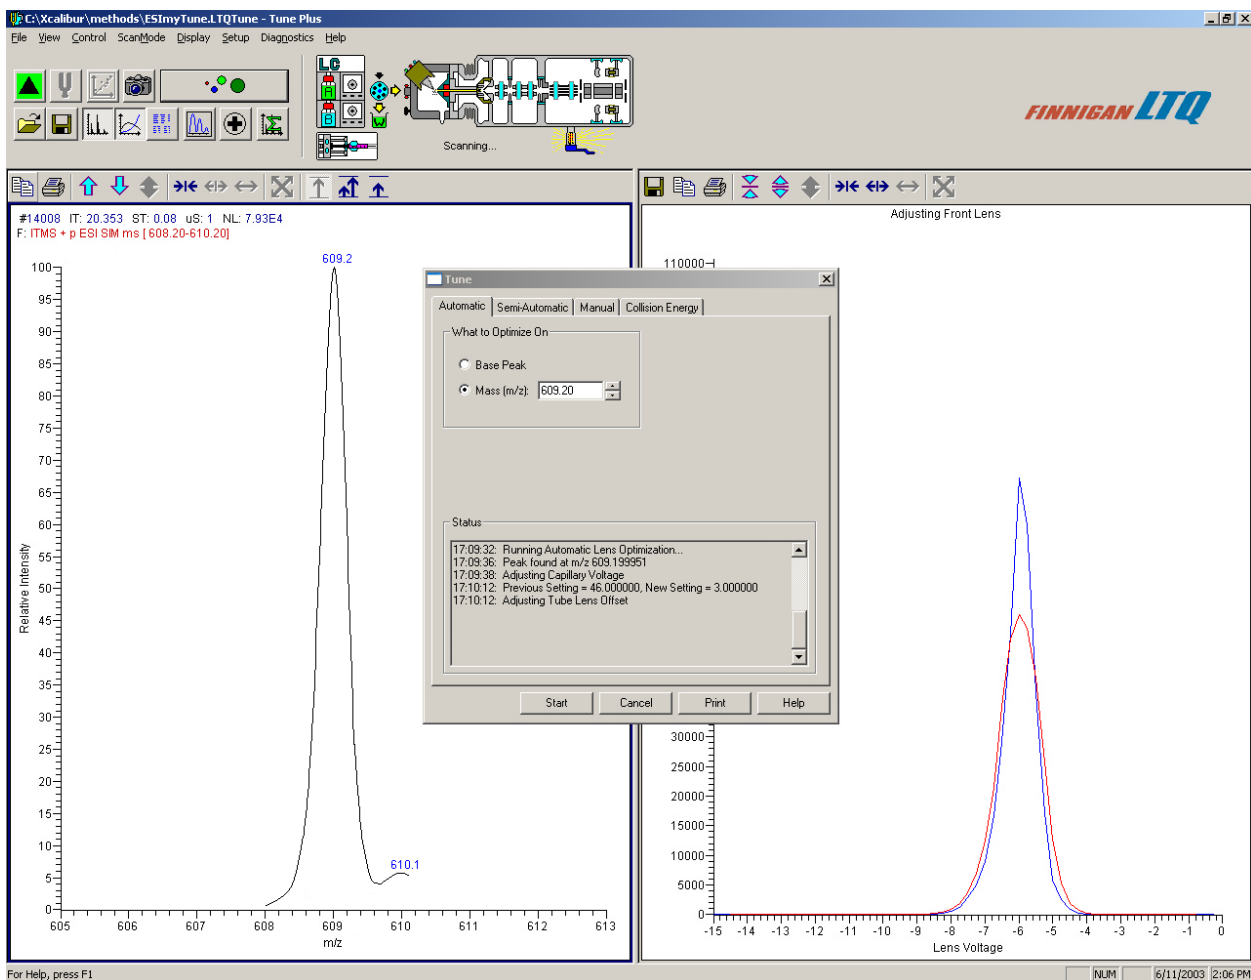 C:\Xcalibur\methods\ESImyTune.LTQTune - Tune Plus
File View Control ScanMode Display Setup Diagnostics Help
LC
A
B
Scanning...
FINNIGAN LTQ
#14008 IT: 20.353 ST: 0.08 uS: 1 NL: 7.93E4
F: ITMS + p ESI SIM ms [ 608.20-610.20]
609.2
610.1
100
95
90
85
80
75
70
65
60
55
50
45
40
35
30
25
20
15
10
5
0
Relative Intensity
605 606 607 608 609 610 611 612 613
m/z
Adjusting Front Lens
110000
30000
25000
20000
15000
10000
5000
0
-15 -14 -13 -12 -11 -10 -9 -8 -7 -6 -5 -4 -3 -2 -1 0
Lens Voltage
Tune
Automatic Semi-Automatic Manual Collision Energy
What to Optimize On
Base Peak
Mass (m/z): 609.20
Status
17:09:32: Running Automatic Lens Optimization...
17:09:36: Peak found at m/z 609.199951
17:09:38: Adjusting Capillary Voltage
17:10:12: Previous Setting = 46.000000, New Setting = 3.000000
17:10:12: Adjusting Tube Lens Offset
Start Cancel Print Help
For Help, press F1
NUM 6/11/2003 2:06 PM